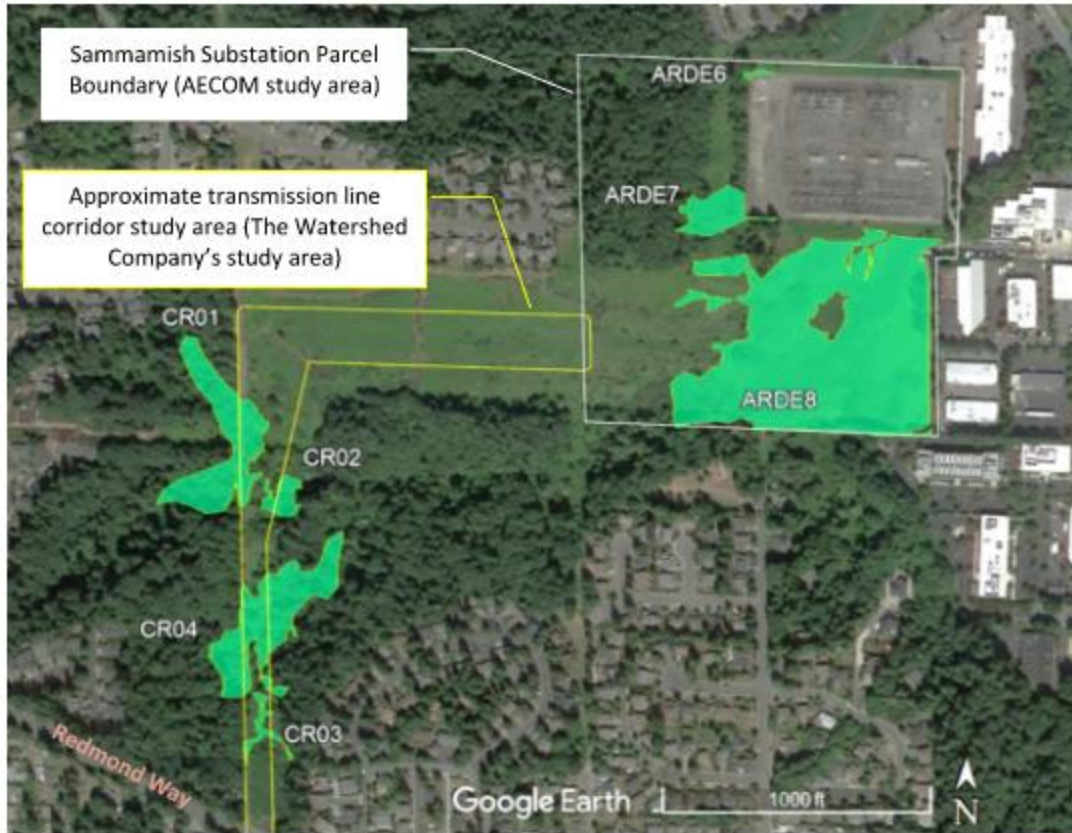 Sammamish Substation Parcel
Boundary (AECOM study area)
ARDE6
Approximate transmission line
corridor study area (The Watershed
Company's study area)
ARDE7
CR01
ARDE8
CR02
CR04
CR03
Redmond Way
Google Earth
1000 ft
N